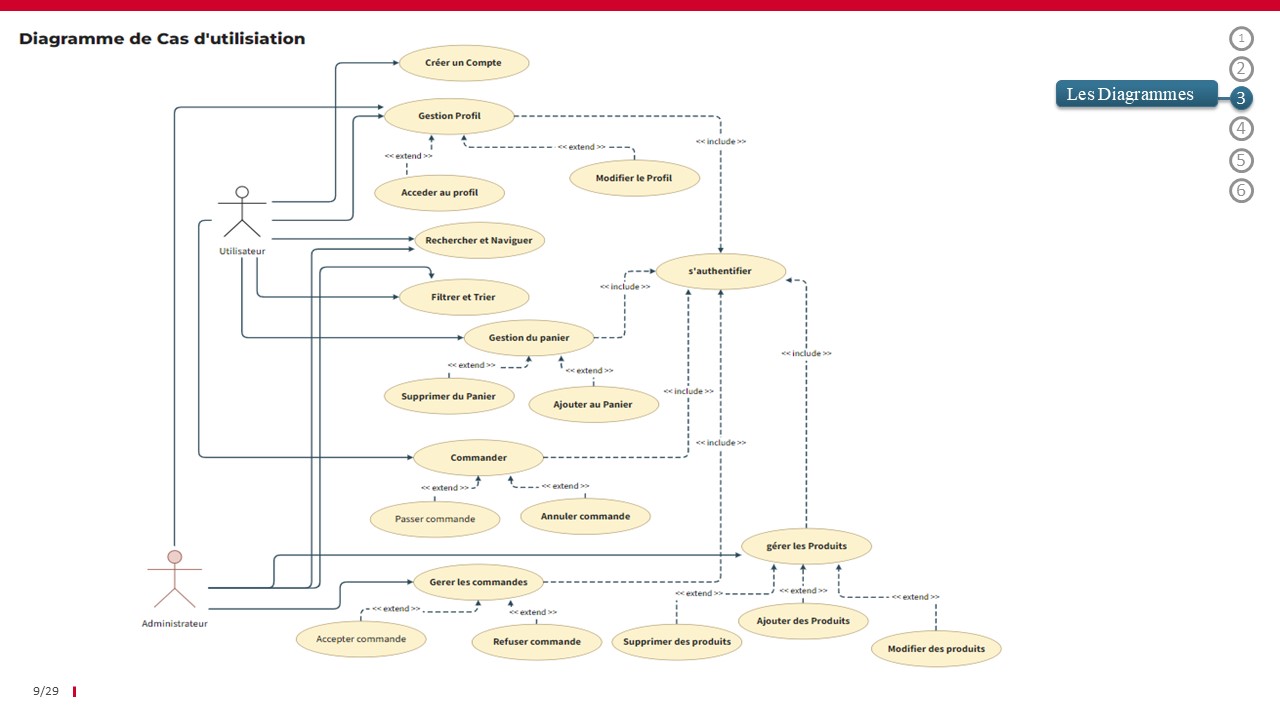 Diagramme de Cas d'utilisiation
1
2
Les Diagrammes
3
4
5
6
Créer un Compte
Gestion Profil
<< include >>
<< extend >>
<< extend >>
Modifier le Profil
Acceder au profil
Utilisateur
Rechercher et Naviguer
s'authentifier
<< include >>
Filtrer et Trier
Gestion du panier
<< include >>
<< extend >>
<< extend >>
Supprimer du Panier
Ajouter au Panier
<< include >>
<< include >>
Commander
<< extend >>
<< extend >>
Passer commande
Annuler commande
gérer les Produits
Gerer les commandes
<< extend >>
<< extend >>
<< extend >>
<< extend >>
<< extend >>
Administrateur
Accepter commande
Refuser commande
Supprimer des produits
Ajouter des Produits
Modifier des produits
9/29